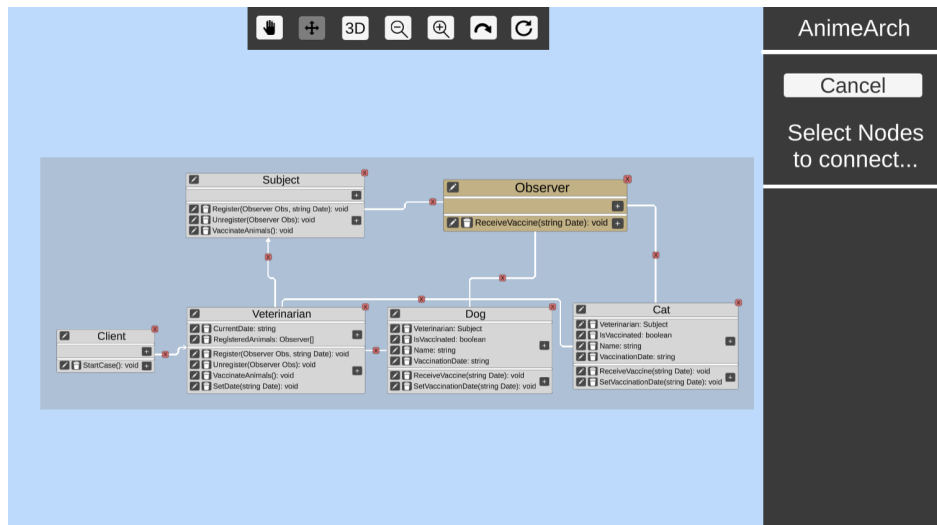 3D
AnimeArch
Cancel
Select Nodes
to connect...
Subject
Register(Observer Obs, string Date): void
Unregister(Observer Obs): void
VaccinateAnimals(): void
Observer
ReceiveVaccine(string Date): void
Client
StartCase(): void
Veterinarian
CurrentDate: string
RegisteredAnimals: Observer[]
Register(Observer Obs, string Date): void
Unregister(Observer Obs): void
VaccinateAnimals(): void
SetDate(string Date): void
Dog
Veterinarian: Subject
IsVaccinated: boolean
Name: string
VaccinationDate: string
ReceiveVaccine(string Date): void
SetVaccinationDate(string Date): void
Cat
Veterinarian: Subject
IsVaccinated: boolean
Name: string
VaccinationDate: string
ReceiveVaccine(string Date): void
SetVaccinationDate(string Date): void